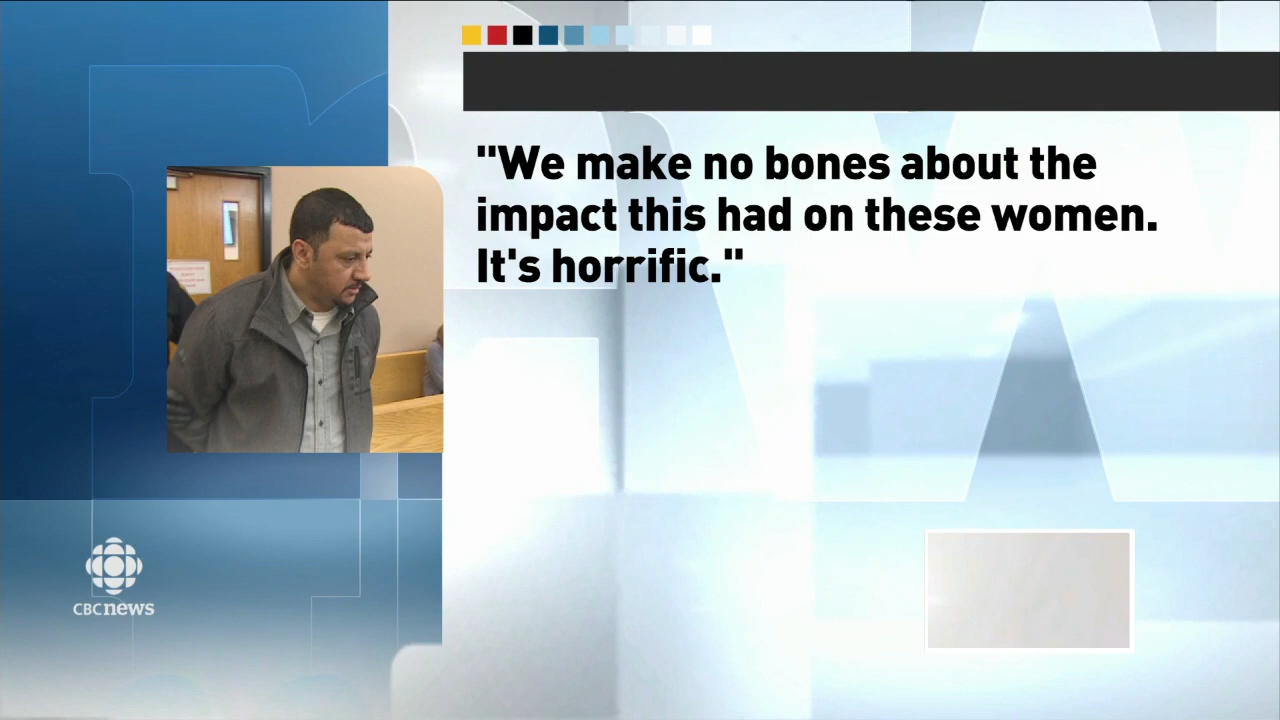 "We make no bones about the
impact this had on these women.
It's horrific."
CBCnews